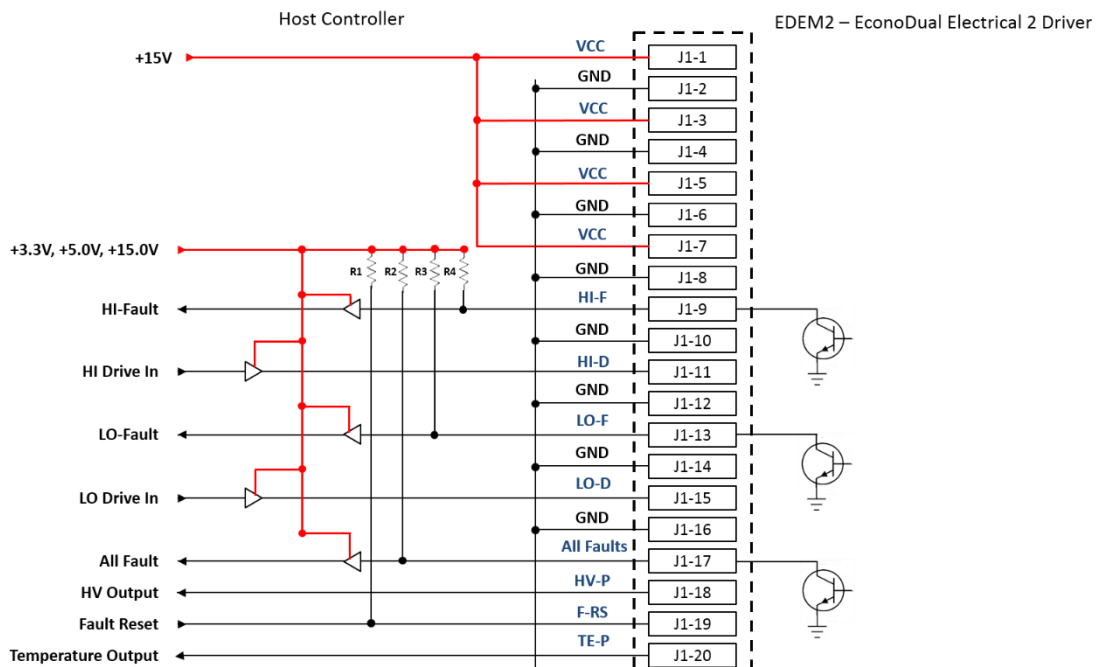 Host Controller
EDEM2 – EconoDual Electrical 2 Driver
+15V
VCC
J1-1
GND
J1-2
VCC
J1-3
GND
J1-4
VCC
J1-5
GND
J1-6
VCC
J1-7
+3.3V, +5.0V, +15.0V
R1
R2
R3
R4
GND
J1-8
HI-Fault
HI-F
J1-9
GND
J1-10
HI Drive In
HI-D
J1-11
GND
J1-12
LO-Fault
LO-F
J1-13
GND
J1-14
LO Drive In
LO-D
J1-15
GND
J1-16
All Fault
All Faults
J1-17
HV Output
HV-P
J1-18
Fault Reset
F-RS
J1-19
Temperature Output
TE-P
J1-20